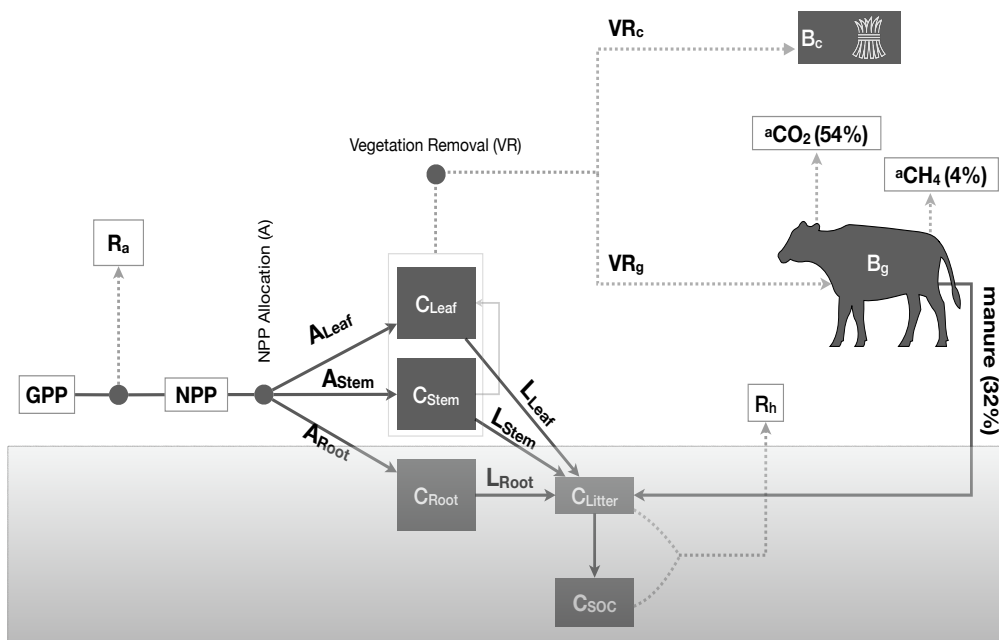 VRc
Bc
Vegetation Removal (VR)
aCO2 (54%)
aCH4 (4%)
Ra
NPP Allocation (A)
VRg
Bg
CLeaf
ALeaf
manure (32%)
GPP
NPP
AStem
CStem
LLeaf
LStem
Rh
ARoot
CRoot
LRoot
CLitter
CSOC